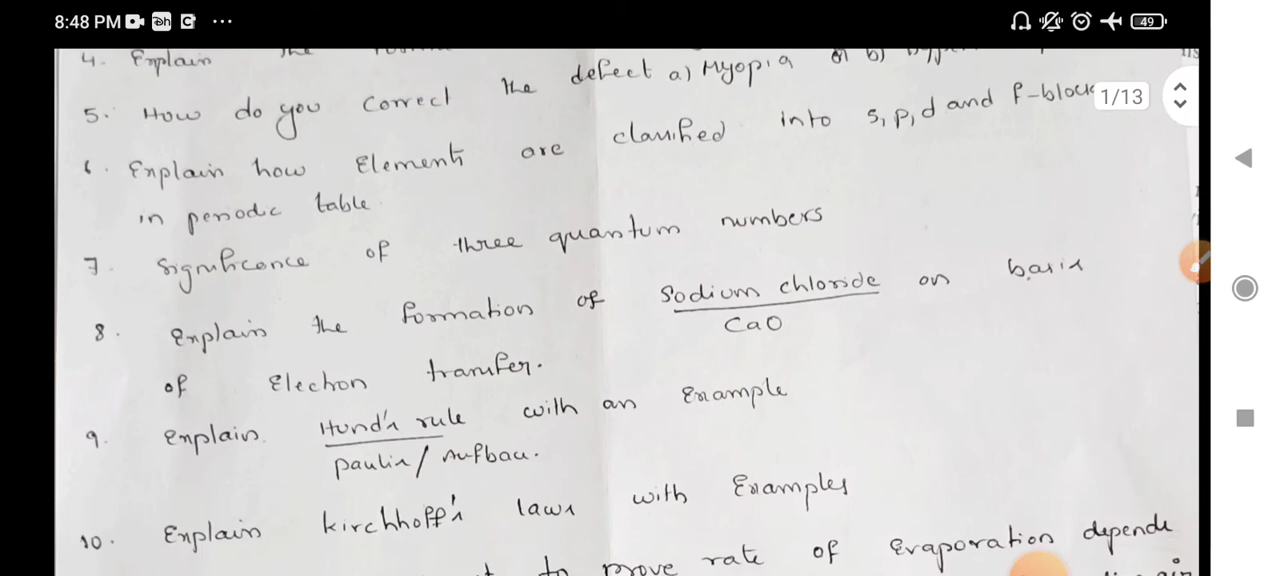 8:48 PM ...
49
4. Explain the
5. How do you correct the defect a) Myopia or b)
1/13
6. Explain how Elements are classified into s, p, d and f-block
in periodic table
7. Significance of three quantum numbers
8. Explain the formation of Sodium chloride on basis
CaO
of Electron transfer.
9. Explain Hund's rule with an Example
Paulis / Aufbau.
10. Explain Kirchhoff's laws with Examples
to prove rate of Evaporation depends